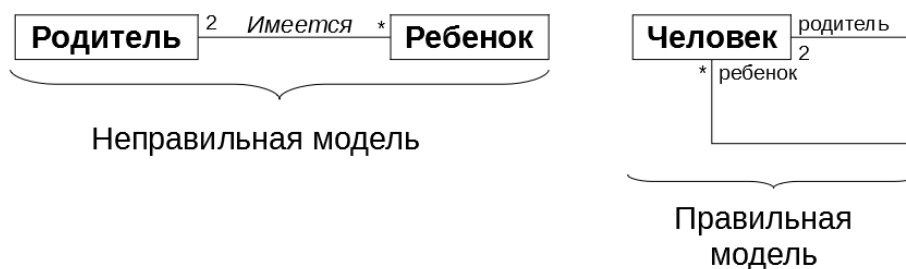 Родитель 2 Имеется * Ребенок
Неправильная модель
Человек родитель
2
* ребенок
Правильная
модель